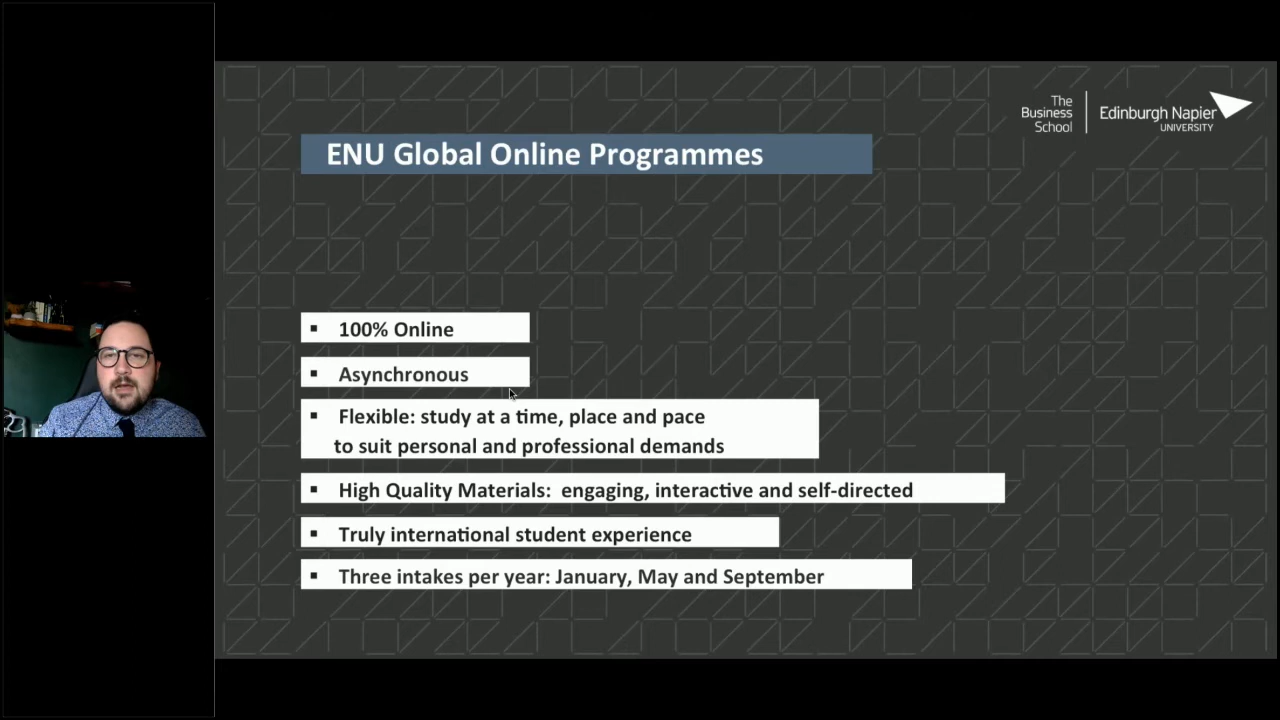 The
Business
School
Edinburgh Napier
UNIVERSITY
ENU Global Online Programmes
▪ 100% Online
▪ Asynchronous
▪ Flexible: study at a time, place and pace
to suit personal and professional demands
▪ High Quality Materials: engaging, interactive and self-directed
▪ Truly international student experience
▪ Three intakes per year: January, May and September